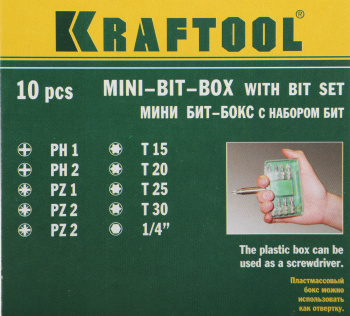 KRAFTOOL®
10 pcs MINI-BIT-BOX WITH BIT SET
МИНИ БИТ-БОКС С НАБОРОМ БИТ
PH 1 T 15
PH 2 T 20
PZ 1 T 25
PZ 2 T 30
PZ 2 1/4"
The plastic box can be
used as a screwdriver.
Пластмассовый
бокс можно
использовать
как отвертку.